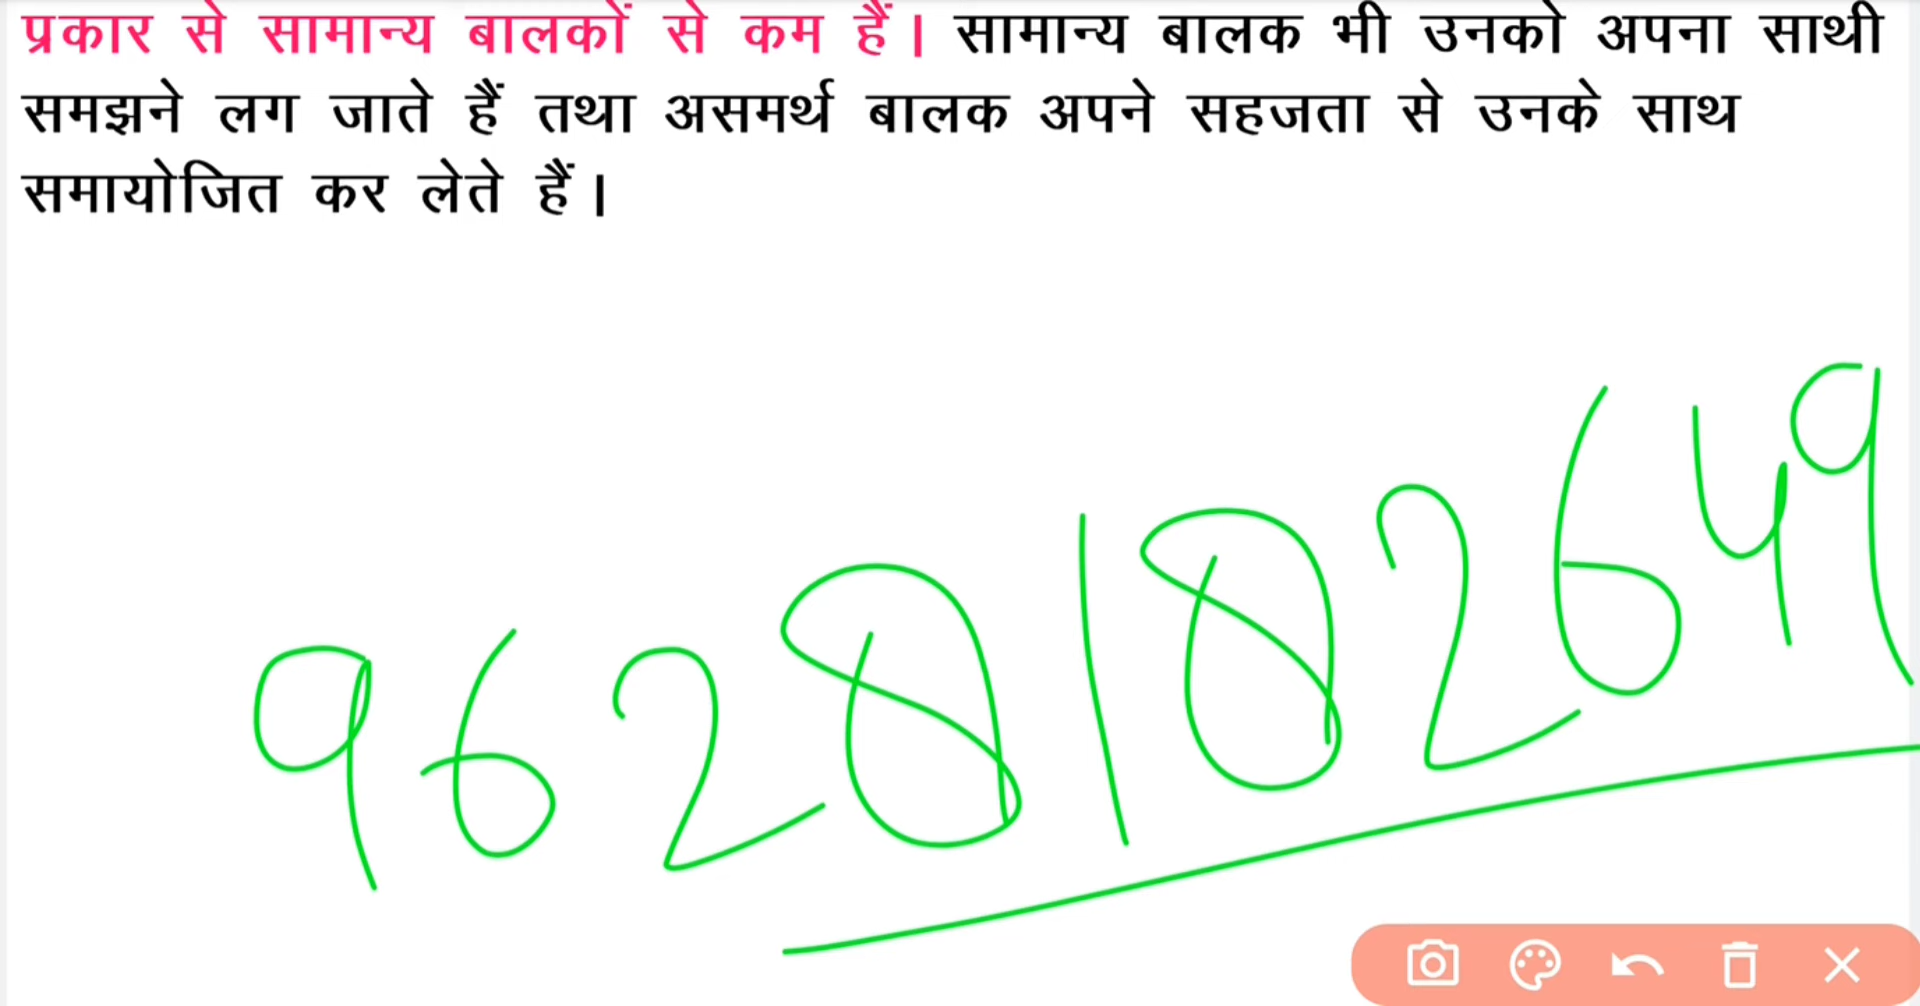 प्रकार से सामान्य बालकों से कम हैं। सामान्य बालक भी उनको अपना साथी
समझने लग जाते हैं तथा असमर्थ बालक अपने सहजता से उनके साथ
समायोजित कर लेते हैं।
9628182649